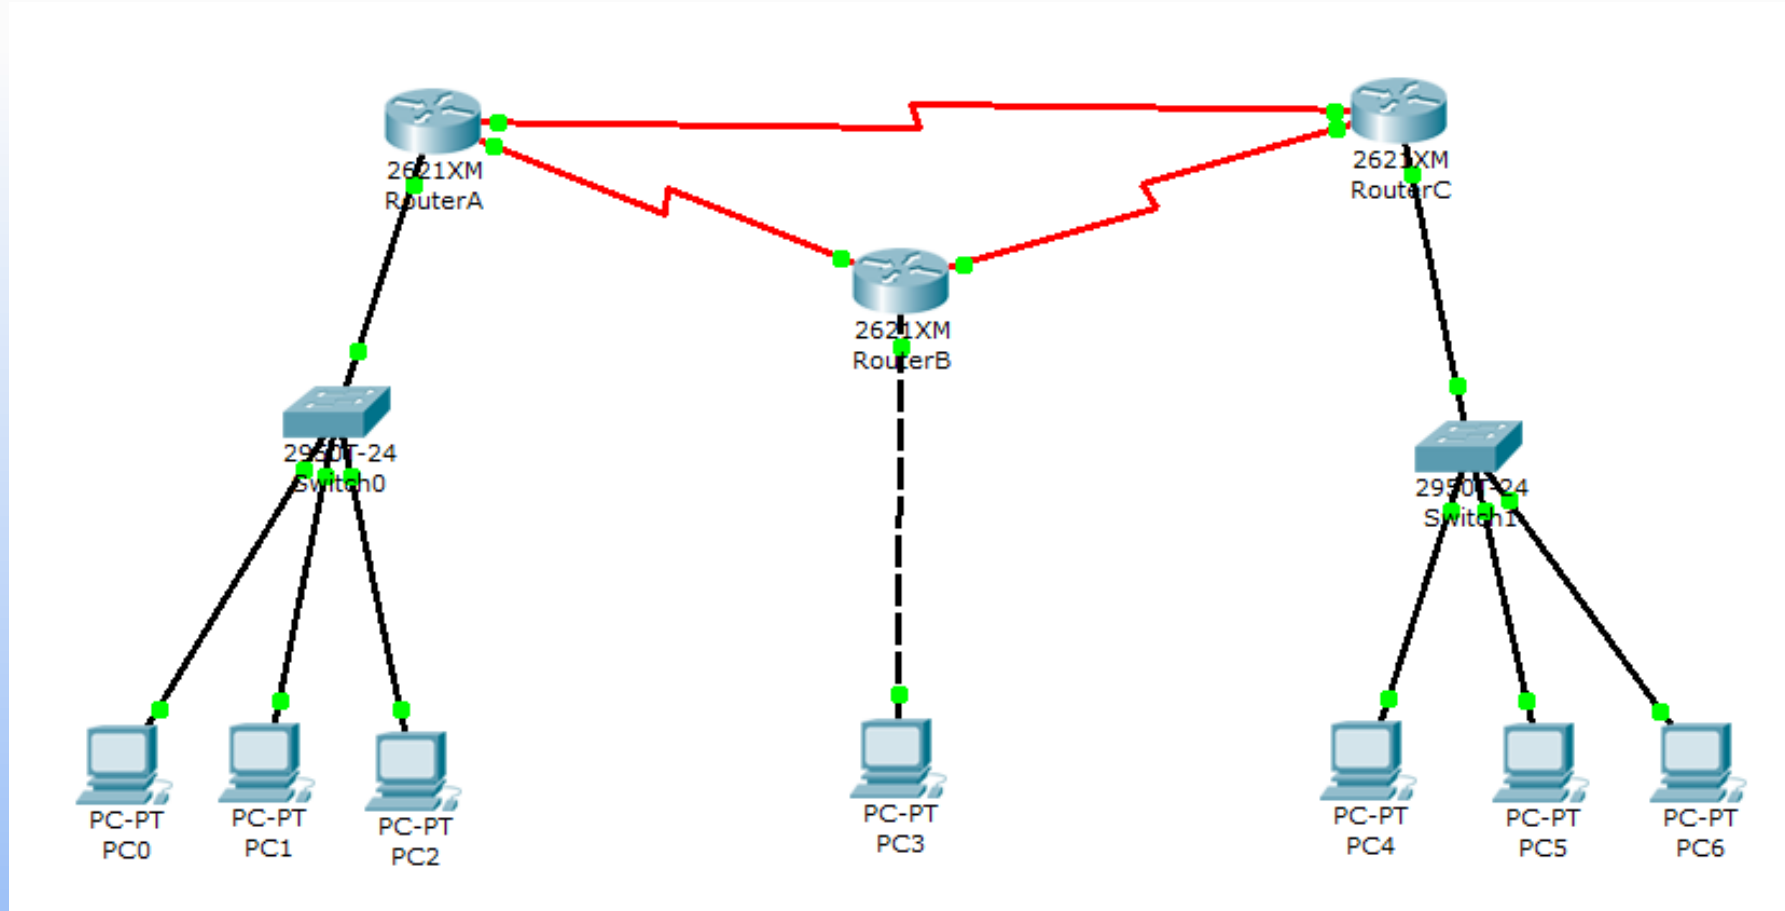 2621XM
RouterA
2621XM
RouterC
2621XM
RouterB
2950T-24
Switch0
2950T-24
Switch1
PC-PT
PC0
PC-PT
PC1
PC-PT
PC2
PC-PT
PC3
PC-PT
PC4
PC-PT
PC5
PC-PT
PC6